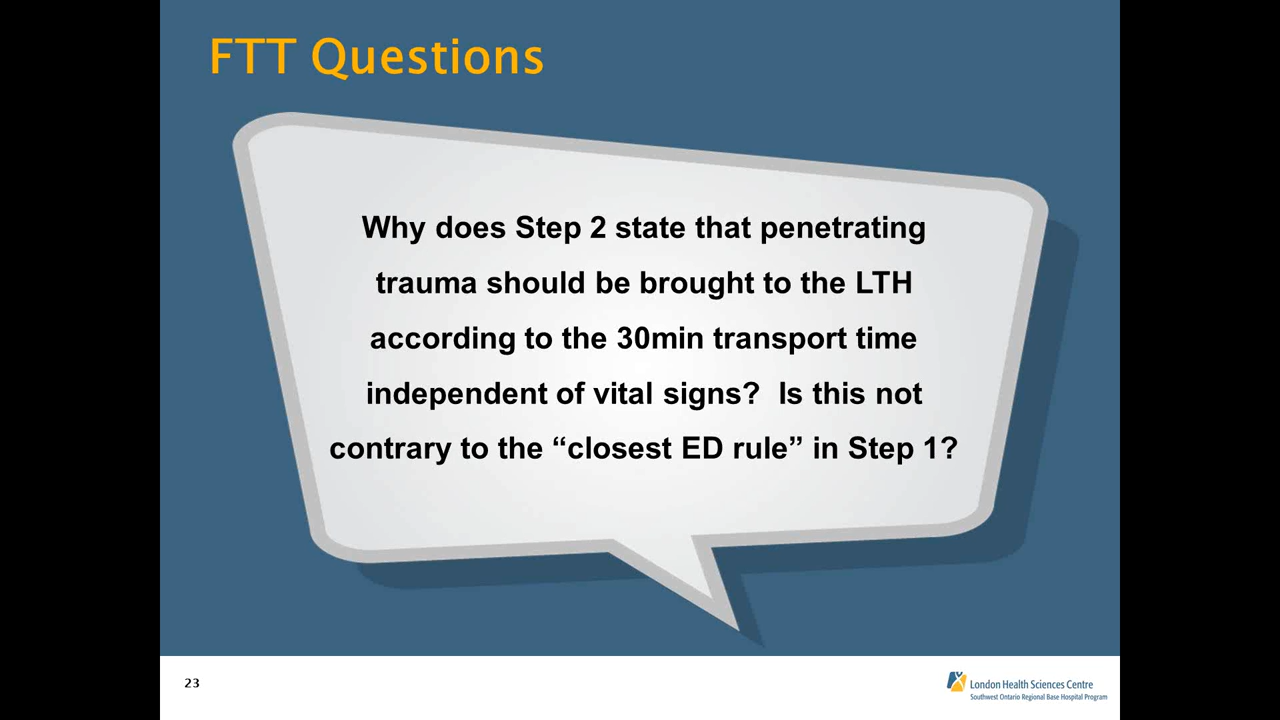 FTT Questions
Why does Step 2 state that penetrating
trauma should be brought to the LTH
according to the 30min transport time
independent of vital signs?  Is this not
contrary to the “closest ED rule” in Step 1?
23
London Health Sciences Centre
Southwest Ontario Regional Base Hospital Program